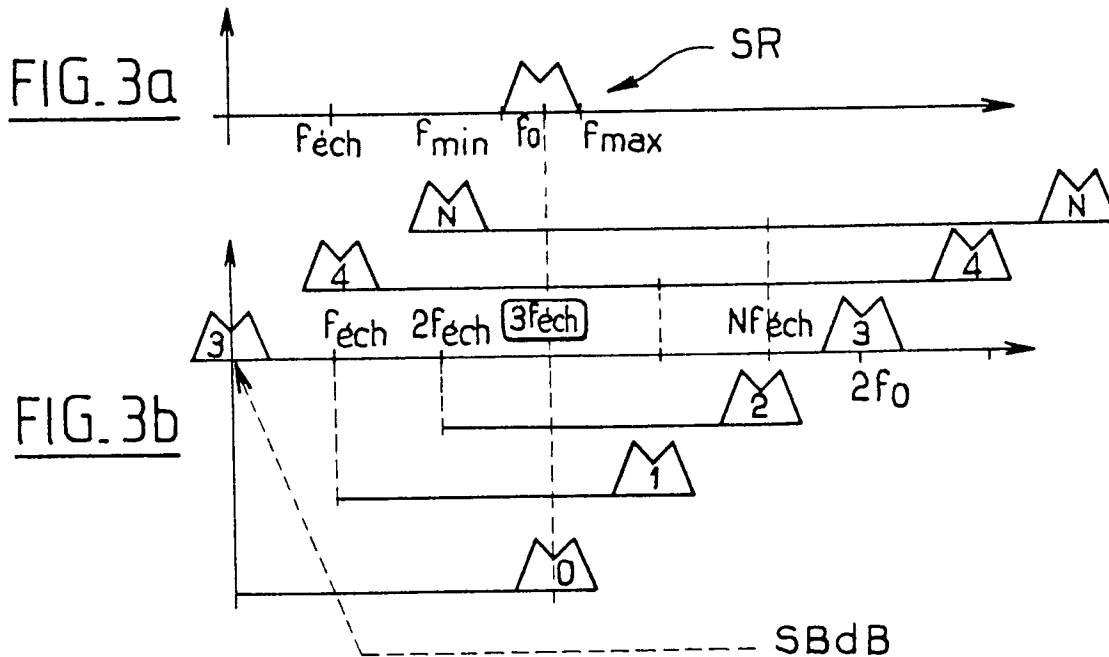 SR
FIG. 3a
féch fmin f0 fmax
N N
4 4
3 féch 2féch 3féch Nféch 3
2f0
2
FIG. 3b
1
0
SBdB